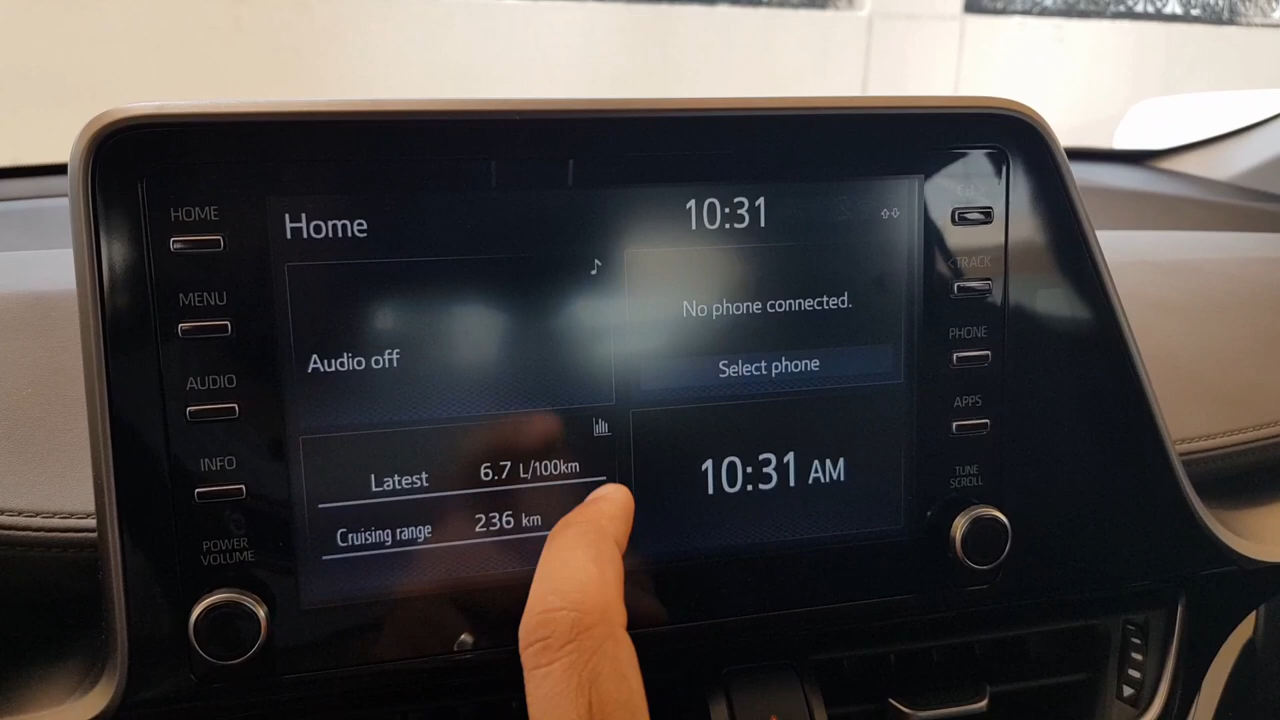 HOME
MENU
AUDIO
INFO
POWER
VOLUME
Home
10:31
Audio off
No phone connected.
Select phone
Latest 6.7 L/100km
Cruising range 236 km
10:31 AM
<TRACK
PHONE
APPS
TUNE
SCROLL